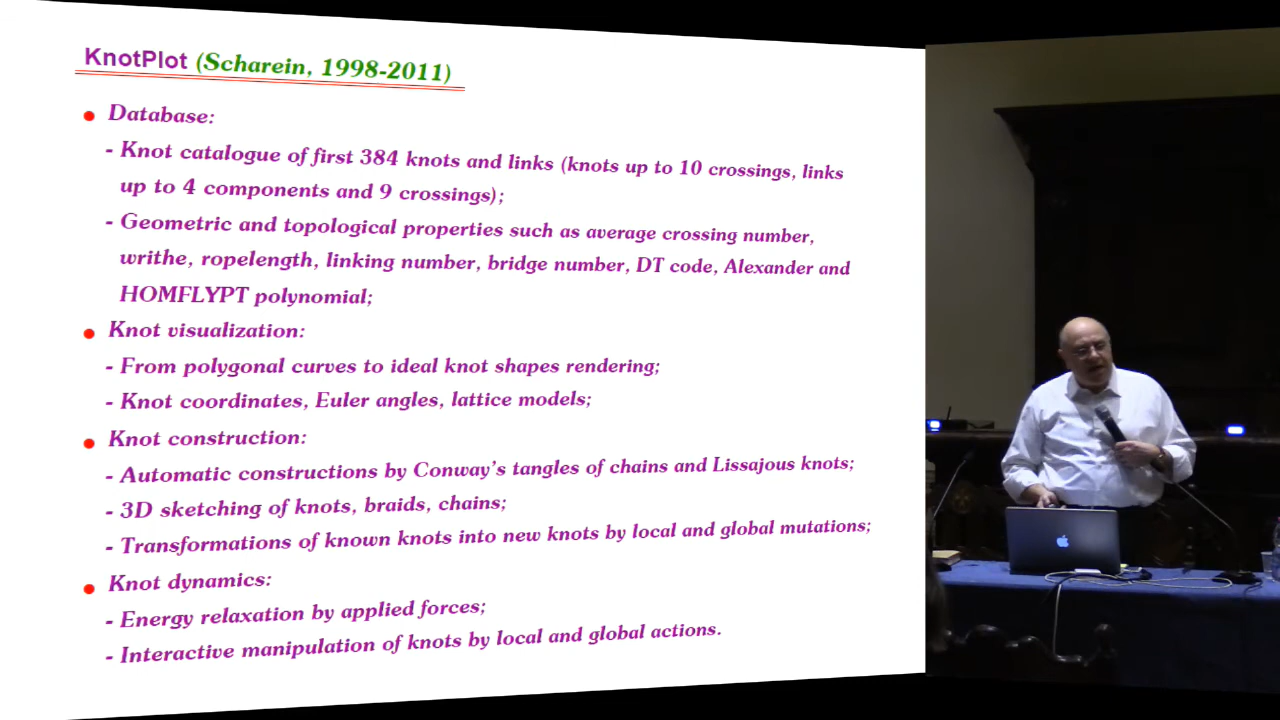 KnotPlot (Scharein, 1998-2011)
• Database:
- Knot catalogue of first 384 knots and links (knots up to 10 crossings, links
up to 4 components and 9 crossings);
- Geometric and topological properties such as average crossing number,
writhe, ropelength, linking number, bridge number, DT code, Alexander and
HOMFLYPT polynomial;
• Knot visualization:
- From polygonal curves to ideal knot shapes rendering;
- Knot coordinates, Euler angles, lattice models;
• Knot construction:
- Automatic constructions by Conway's tangles of chains and Lissajous knots;
- 3D sketching of knots, braids, chains;
- Transformations of known knots into new knots by local and global mutations;
• Knot dynamics:
- Energy relaxation by applied forces;
- Interactive manipulation of knots by local and global actions.